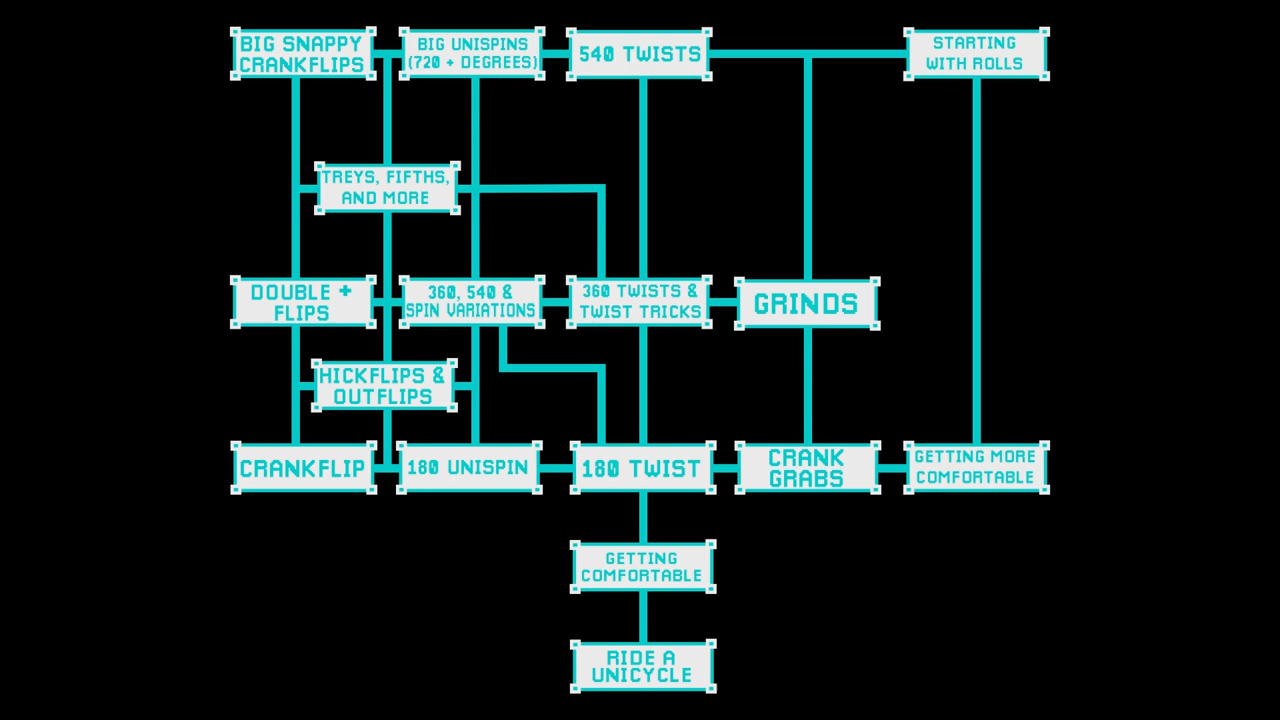 BIG SNAPPY
CRANKFLIPS
BIG UNISPINS
(720 + DEGREES)
540 TWISTS
STARTING
WITH ROLLS
TREYS, FIFTHS,
AND MORE
DOUBLE +
FLIPS
360, 540 &
SPIN VARIATIONS
360 TWISTS &
TWIST TRICKS
GRINDS
HICKFLIPS &
OUTFLIPS
CRANKFLIP
180 UNISPIN
180 TWIST
CRANK
GRABS
GETTING MORE
COMFORTABLE
GETTING
COMFORTABLE
RIDE A
UNICYCLE